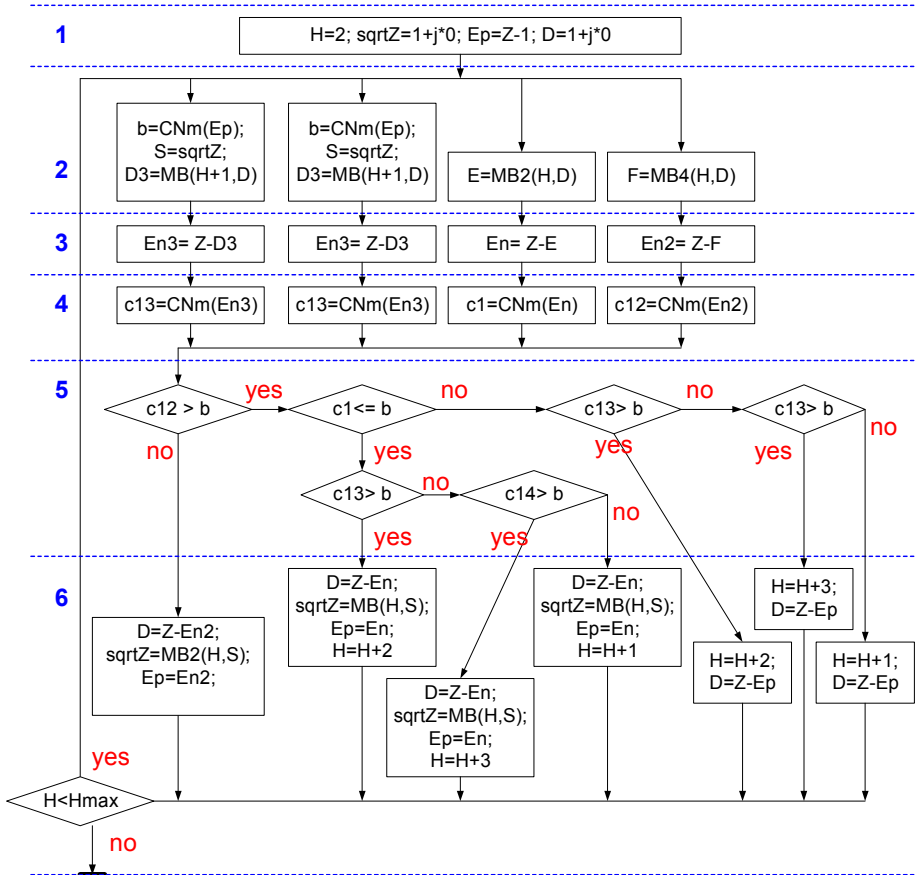 1
H=2; sqrtZ=1+j*0; Ep=Z-1; D=1+j*0
2
b=CNm(Ep);
S=sqrtZ;
D3=MB(H+1,D)
b=CNm(Ep);
S=sqrtZ;
D3=MB(H+1,D)
E=MB2(H,D)
F=MB4(H,D)
3
En3= Z-D3
En3= Z-D3
En= Z-E
En2= Z-F
4
c13=CNm(En3)
c13=CNm(En3)
c1=CNm(En)
c12=CNm(En2)
5
c12 > b
yes
c1<= b
no
c13> b
no
c13> b
no
no
yes
yes
yes
c13> b
no
c14> b
no
yes
yes
6
D=Z-En2;
sqrtZ=MB2(H,S);
Ep=En2;
D=Z-En;
sqrtZ=MB(H,S);
Ep=En;
H=H+2
D=Z-En;
sqrtZ=MB(H,S);
Ep=En;
H=H+3
D=Z-En;
sqrtZ=MB(H,S);
Ep=En;
H=H+1
H=H+2;
D=Z-Ep
H=H+3;
D=Z-Ep
H=H+1;
D=Z-Ep
yes
H<Hmax
no